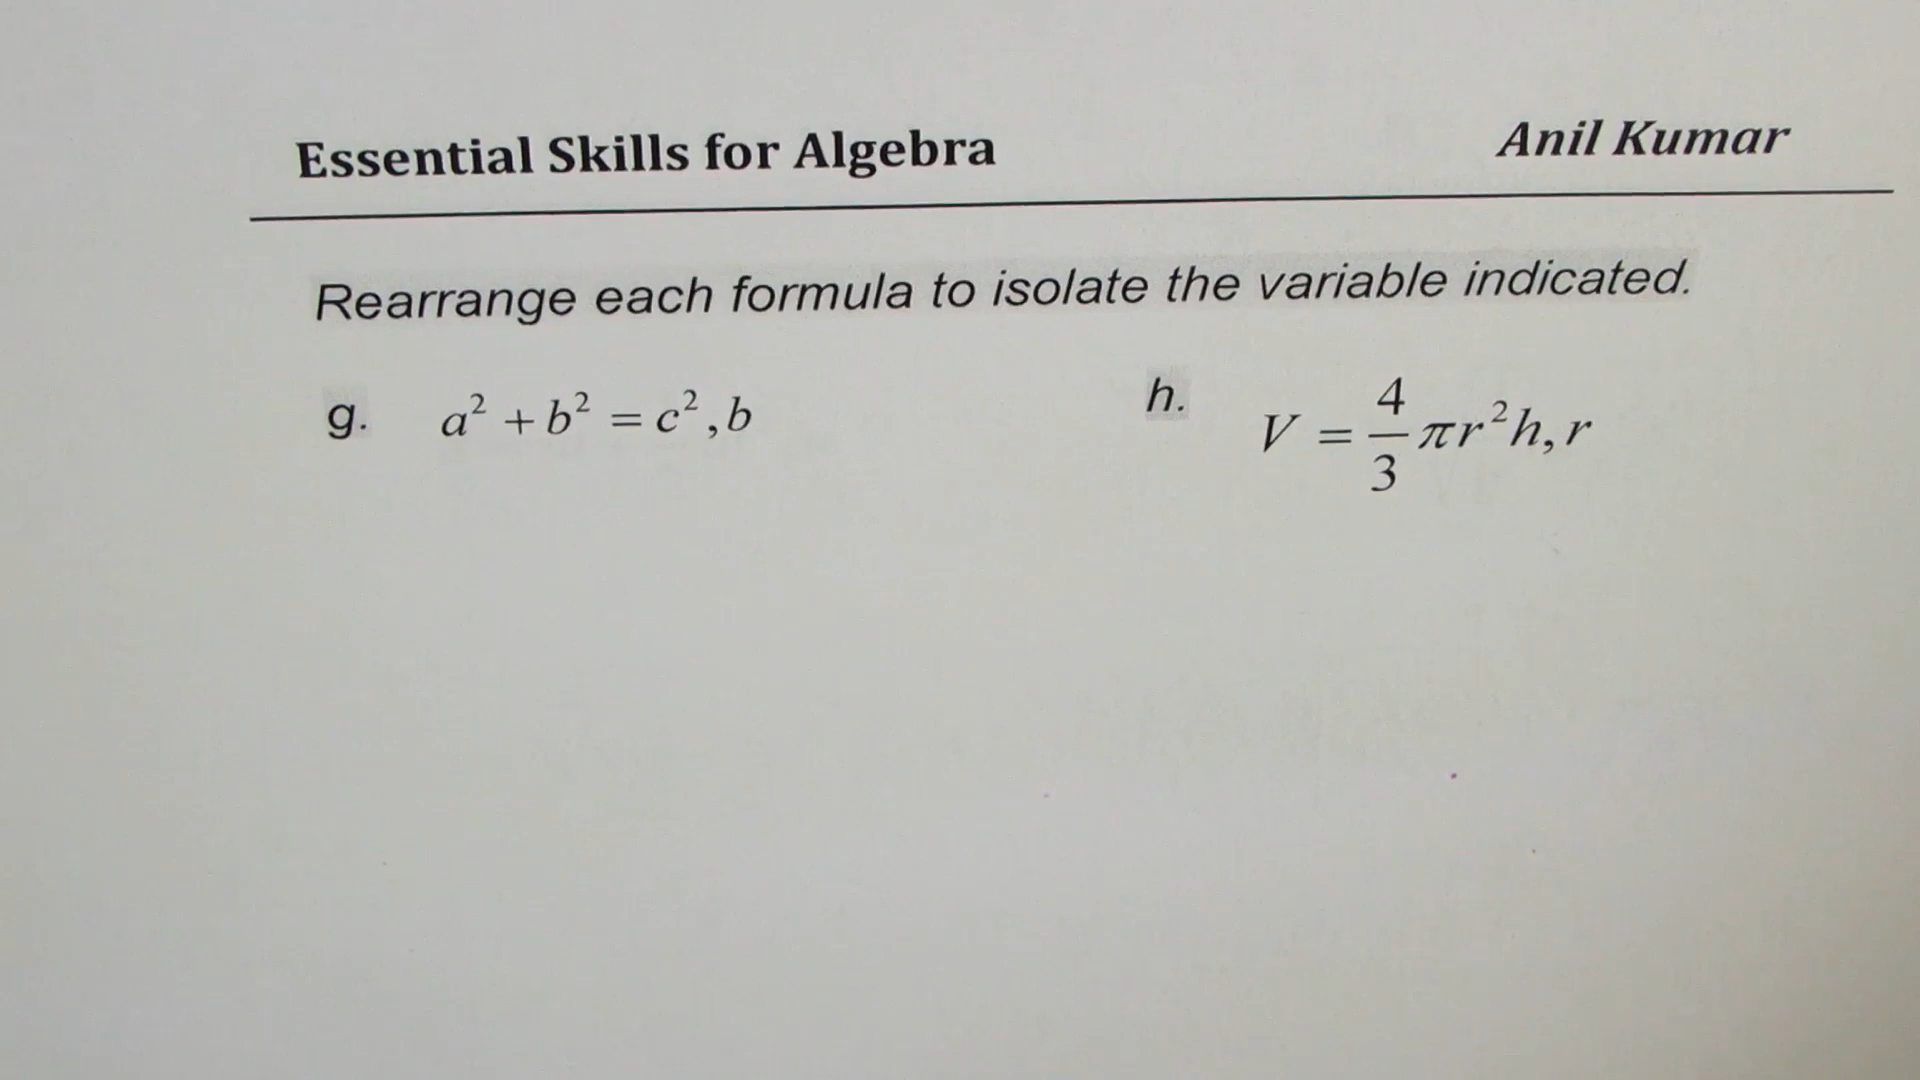 Essential Skills for Algebra Anil Kumar
Rearrange each formula to isolate the variable indicated.
g. a² + b² = c², b h. V = 4/3 πr²h, r